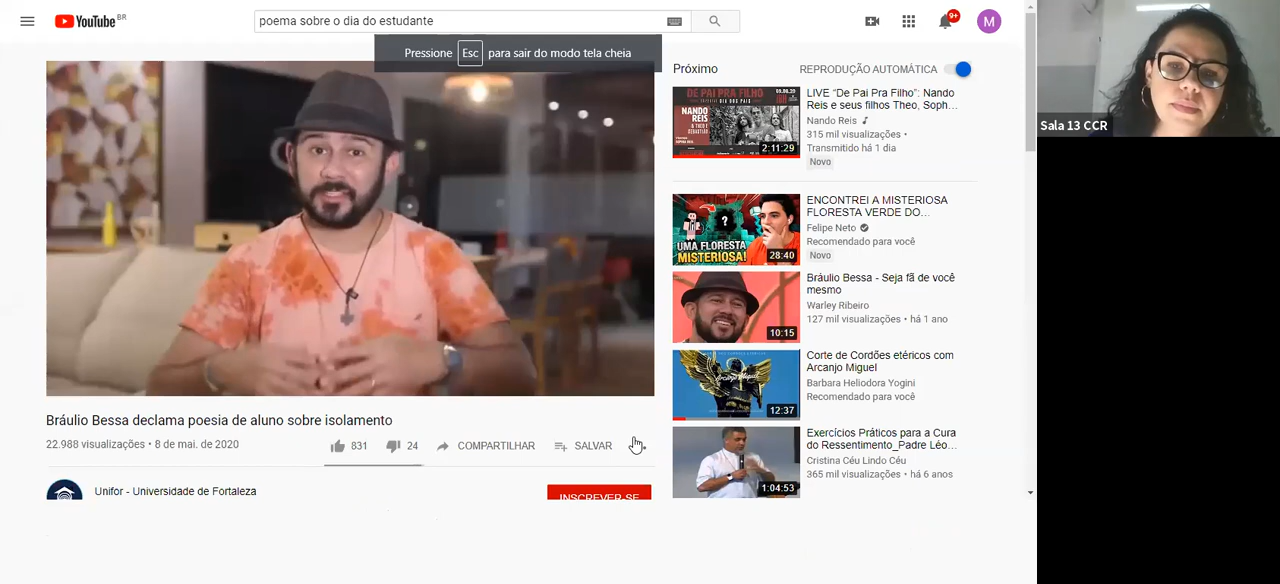 YouTube BR
poema sobre o dia do estudante
9+
M
Pressione Esc para sair do modo tela cheia
Próximo
REPRODUÇÃO AUTOMÁTICA
DE PAI PRA FILHO
NANDO
REIS
2:11:29
LIVE “De Pai Pra Filho”: Nando
Reis e seus filhos Theo, Soph...
Nando Reis
315 mil visualizações •
Transmitido há 1 dia
Novo
UMA FLORESTA
MISTERIOSA!
28:40
ENCONTREI A MISTERIOSA
FLORESTA VERDE DO...
Felipe Neto
Recomendado para você
Novo
10:15
Bráulio Bessa - Seja fã de você
mesmo
Warley Ribeiro
127 mil visualizações • há 1 ano
12:37
Corte de Cordões etéricos com
Arcanjo Miguel
Barbara Heliodora Yogini
Recomendado para você
1:04:53
Exercícios Práticos para a Cura
do Ressentimento_Padre Léo...
Cristina Céu Lindo Céu
365 mil visualizações • há 6 anos
Bráulio Bessa declama poesia de aluno sobre isolamento
22.988 visualizações • 8 de mai. de 2020
831
24
COMPARTILHAR
SALVAR
Unifor - Universidade de Fortaleza
INSCREVER-SE
Sala 13 CCR